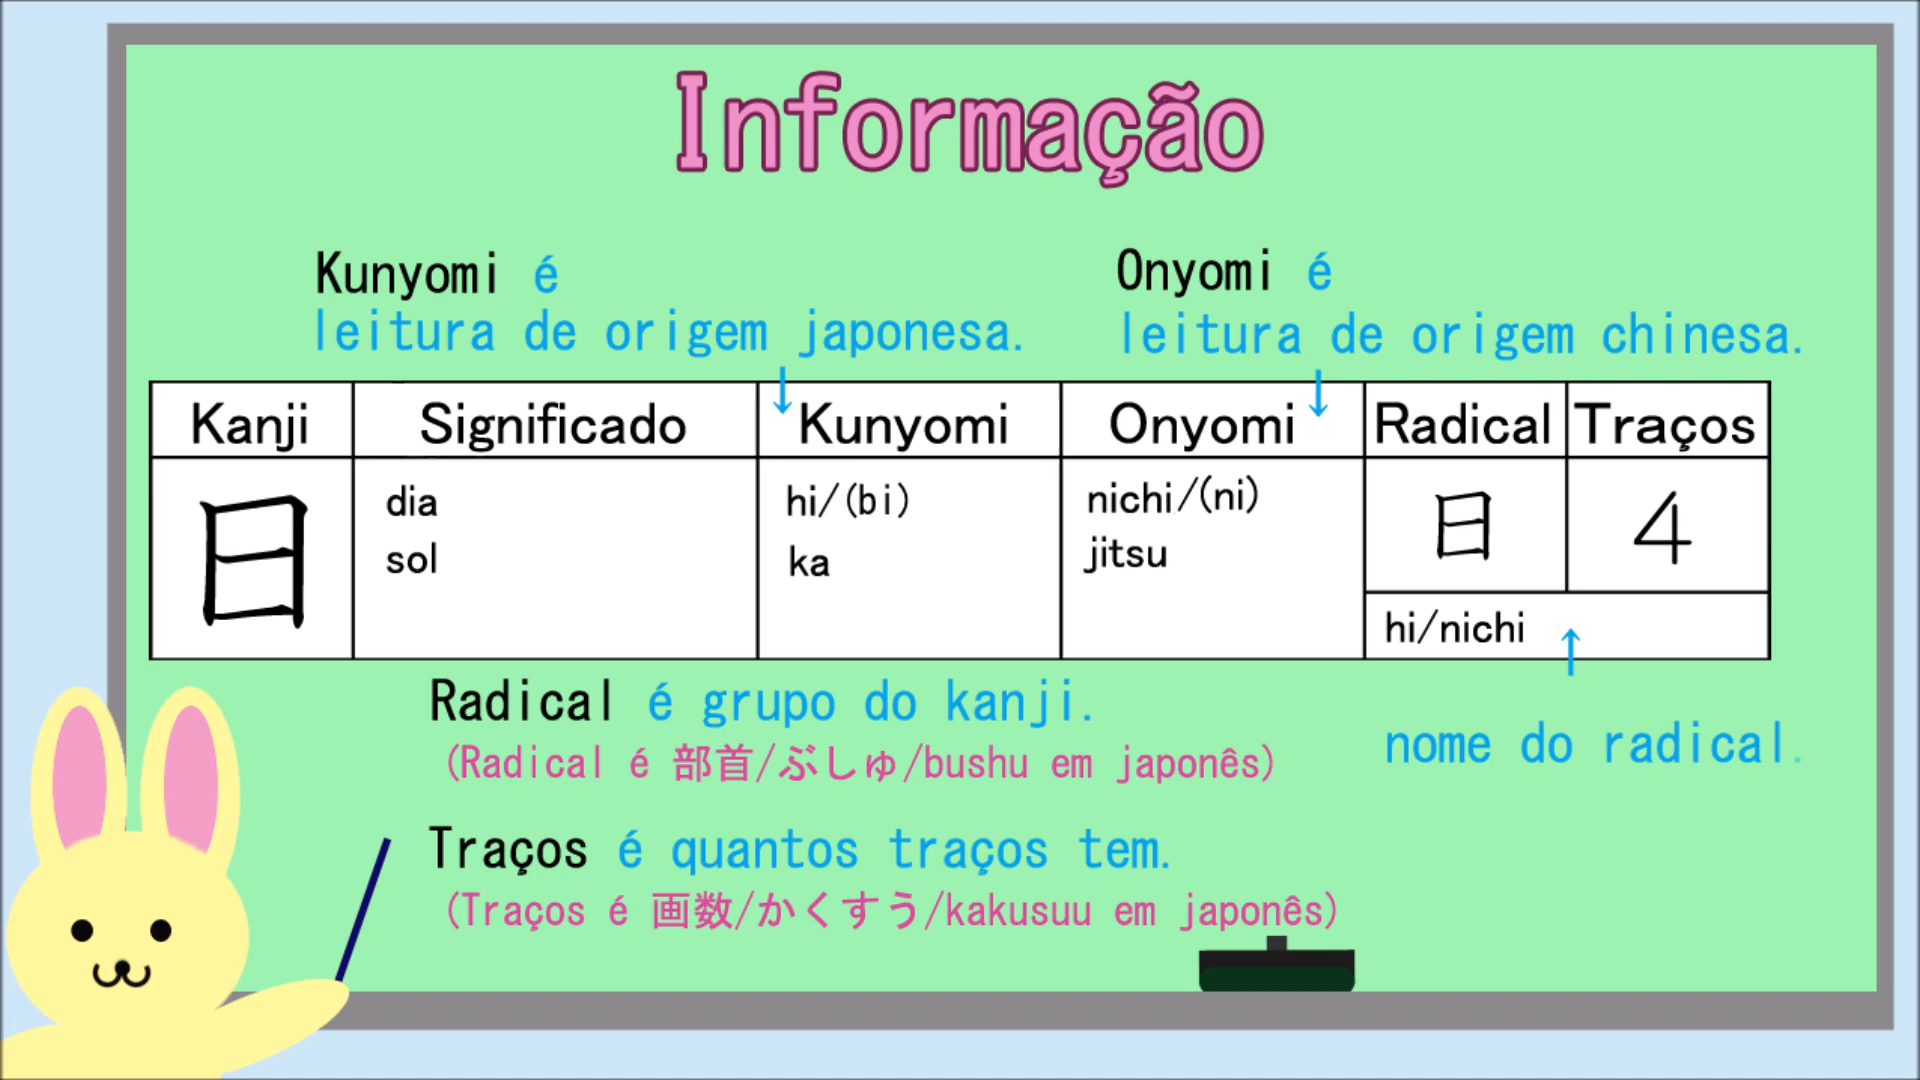 Informação
Kunyomi é
leitura de origem japonesa.
Onyomi é
leitura de origem chinesa.
Kanji Significado Kunyomi Onyomi Radical Traços
日 dia hi/(bi) nichi/(ni) 日 4
sol ka jitsu
hi/nichi
Radical é grupo do kanji.
(Radical é 部首/ぶしゅ/bushu em japonês)
nome do radical.
Traços é quantos traços tem.
(Traços é 画数/かくすう/kakusuu em japonês)